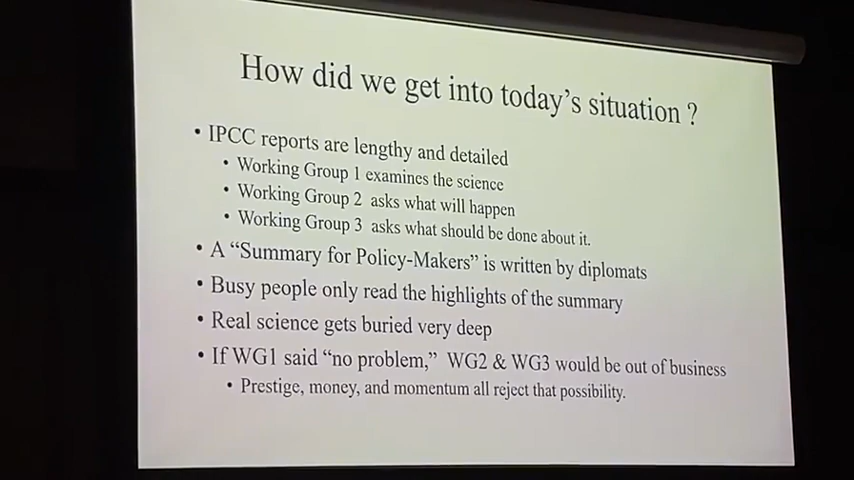 How did we get into today's situation ?
• IPCC reports are lengthy and detailed
• Working Group 1 examines the science
• Working Group 2 asks what will happen
• Working Group 3 asks what should be done about it.
• A “Summary for Policy-Makers” is written by diplomats
• Busy people only read the highlights of the summary
• Real science gets buried very deep
• If WG1 said “no problem,” WG2 & WG3 would be out of business
• Prestige, money, and momentum all reject that possibility.